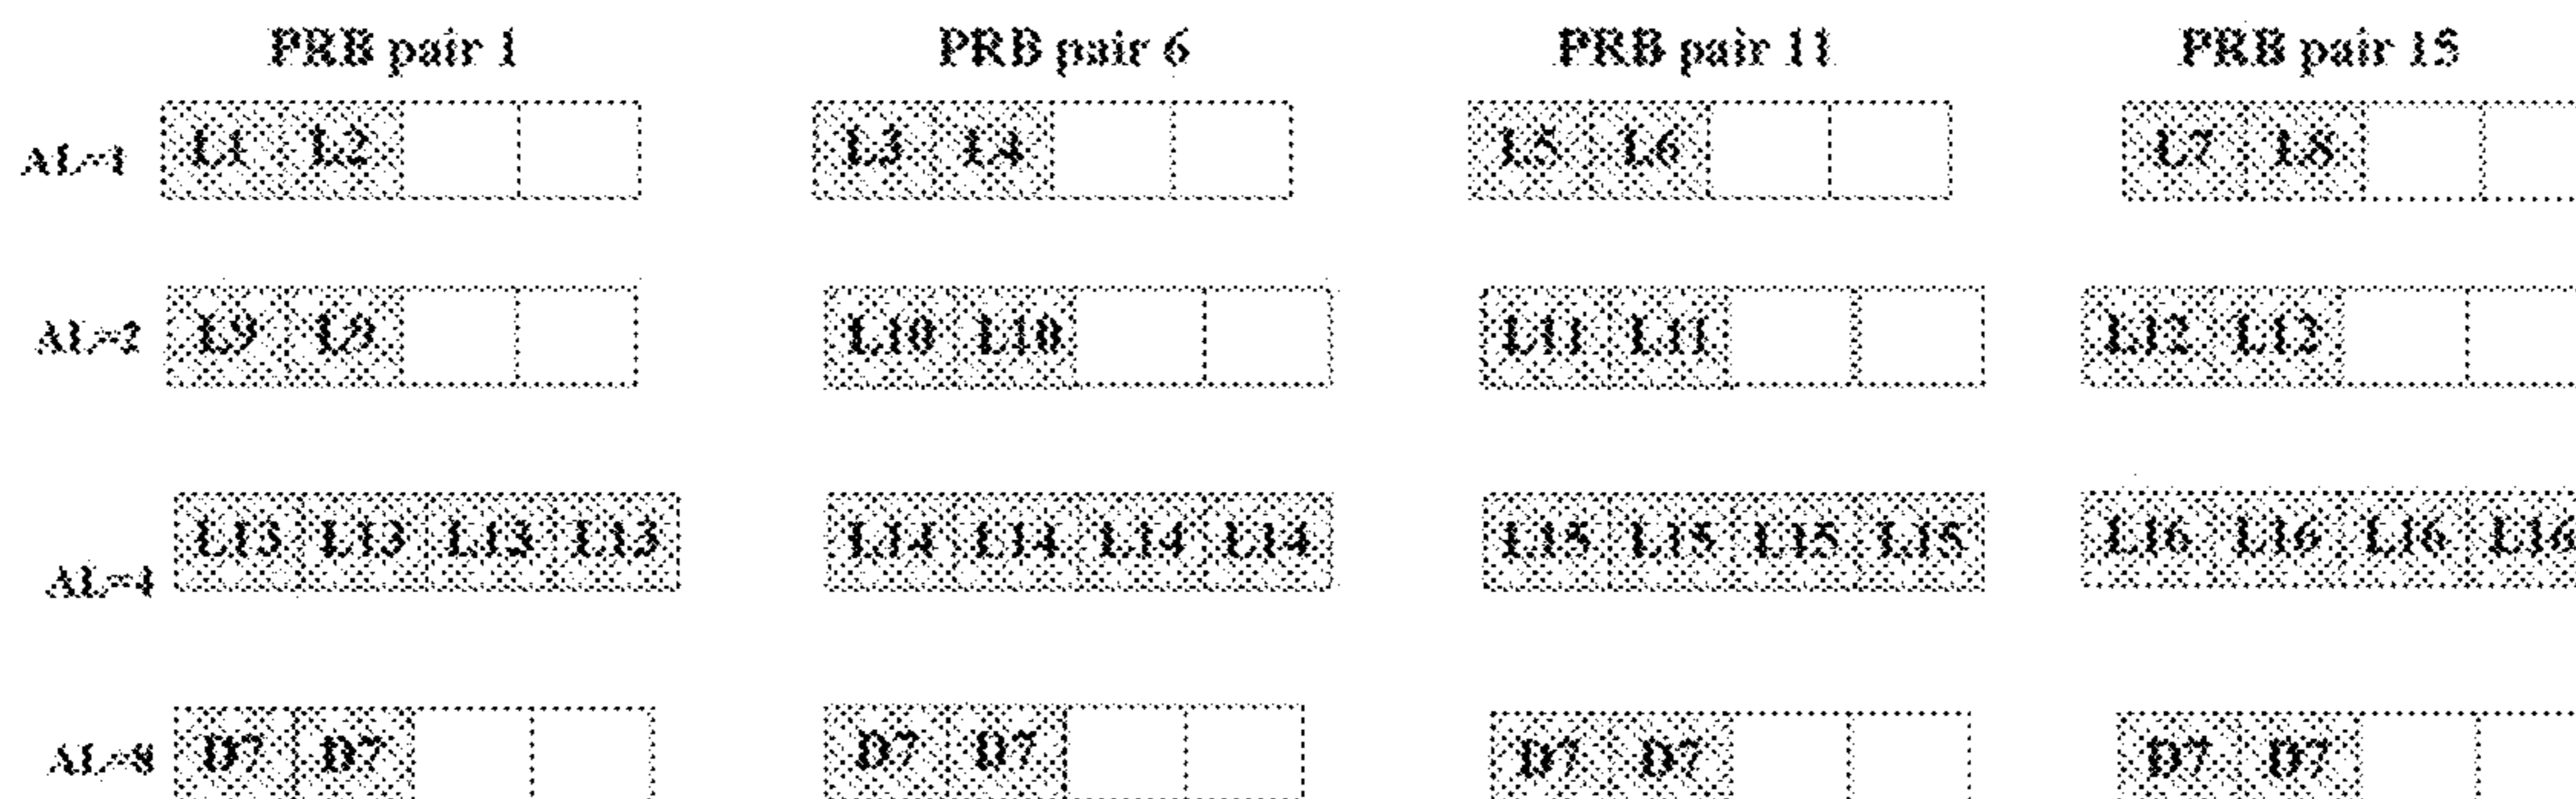 PRB pair 1 PRB pair 6 PRB pair 11 PRB pair 15
AL=1 L1 L2 L3 L4 L5 L6 L7 L8
AL=2 L9 L9 L10 L10 L11 L11 L12 L12
AL=4 L13 L13 L13 L13 L14 L14 L14 L14 L15 L15 L15 L15 L16 L16 L16 L16
AL=8 D7 D7 D7 D7 D7 D7 D7 D7